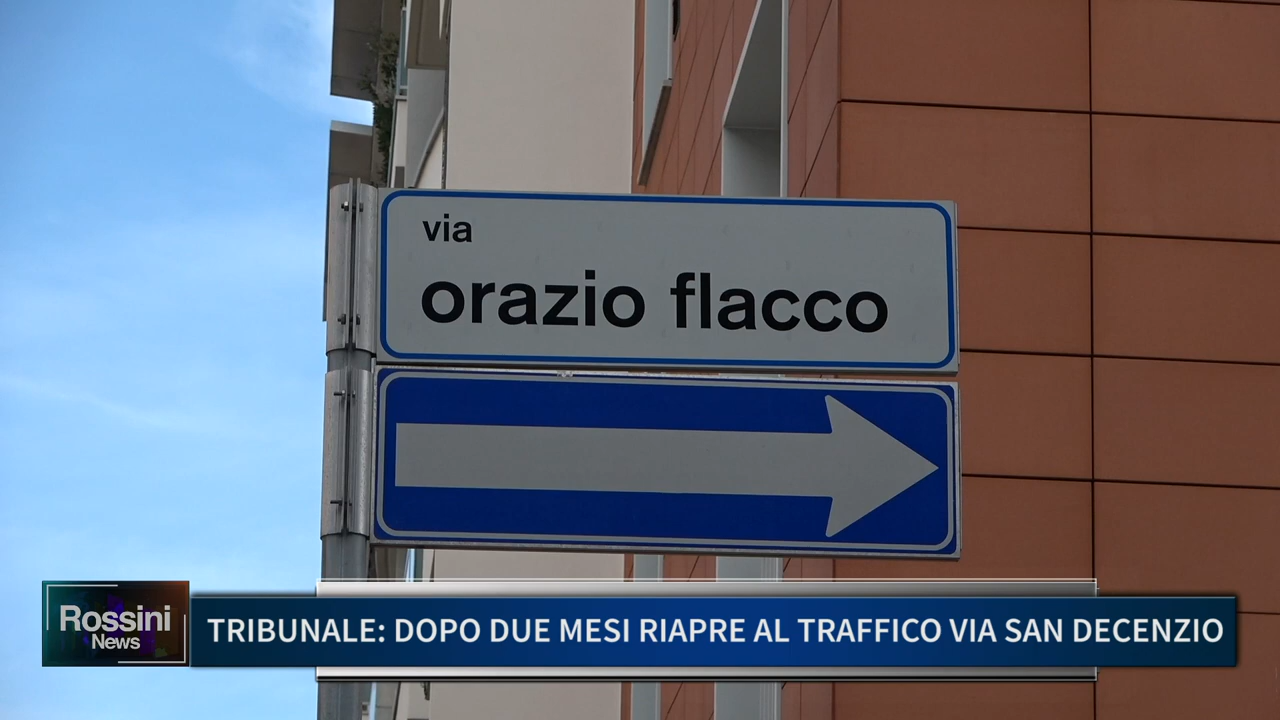 via
orazio flacco
Rossini
News
TRIBUNALE: DOPO DUE MESI RIAPRE AL TRAFFICO VIA SAN DECENZIO